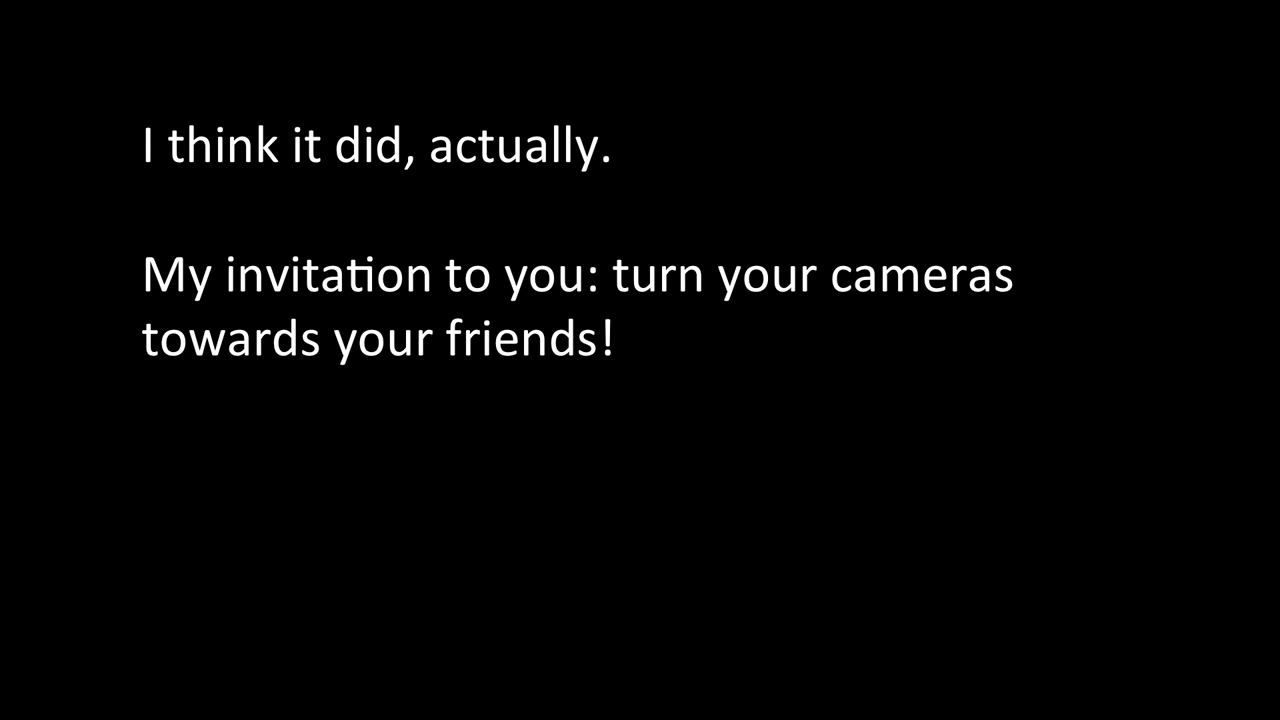 I think it did, actually.
My invitation to you: turn your cameras
towards your friends!